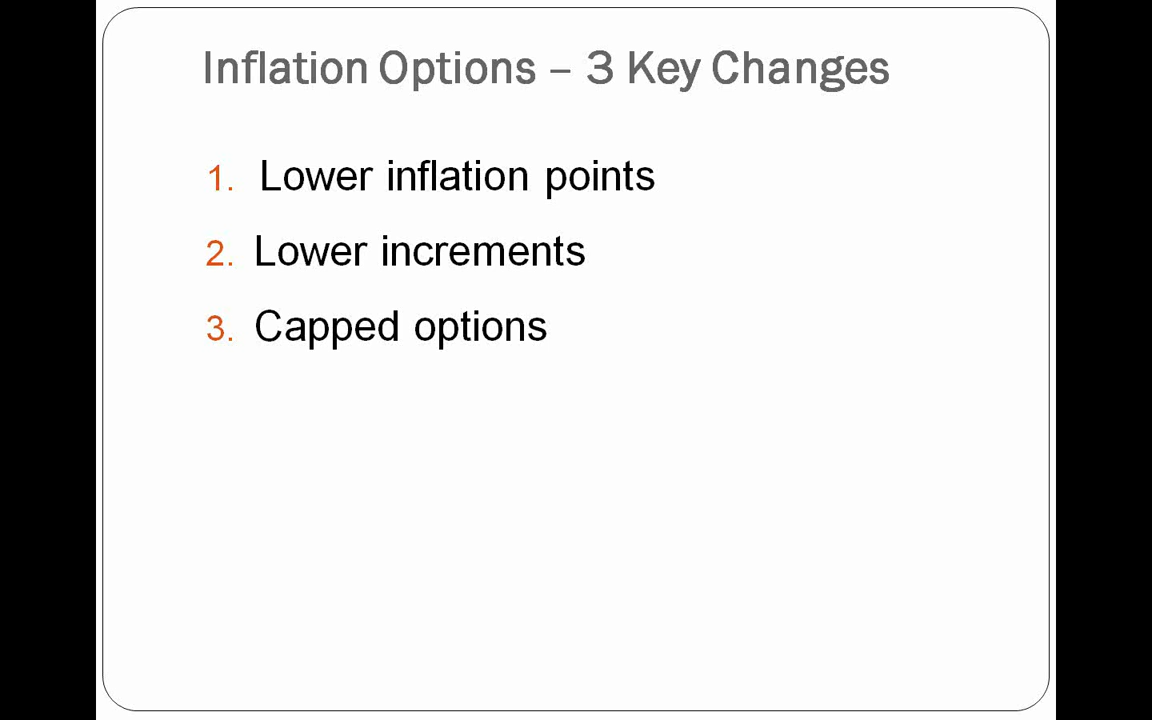 Inflation Options – 3 Key Changes
1. Lower inflation points
2. Lower increments
3. Capped options